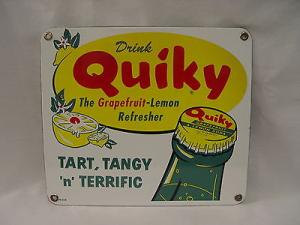 Drink
Quiky
The Grapefruit-Lemon
Refresher
Quiky
TART, TANGY
'n' TERRIFIC